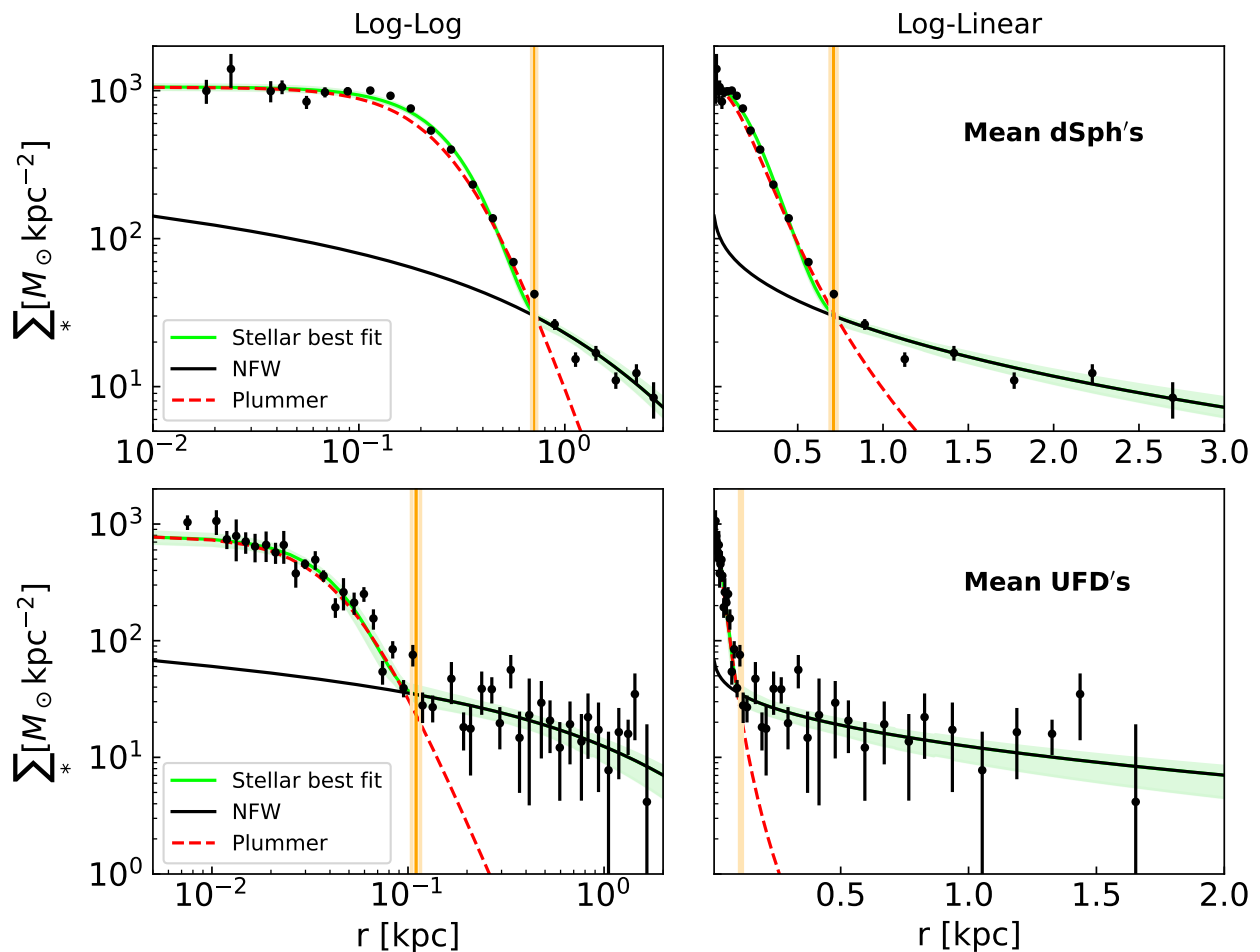 Log-Log
Log-Linear
10³
10²
10¹
∑* [M⊙ kpc⁻²]
Stellar best fit
NFW
Plummer
10⁻²
10⁻¹
10⁰
Mean dSph′s
0.5
1.0
1.5
2.0
2.5
3.0
10³
10²
10¹
10⁰
∑* [M⊙ kpc⁻²]
Stellar best fit
NFW
Plummer
10⁻²
10⁻¹
10⁰
r [kpc]
Mean UFD′s
0.5
1.0
1.5
2.0
r [kpc]